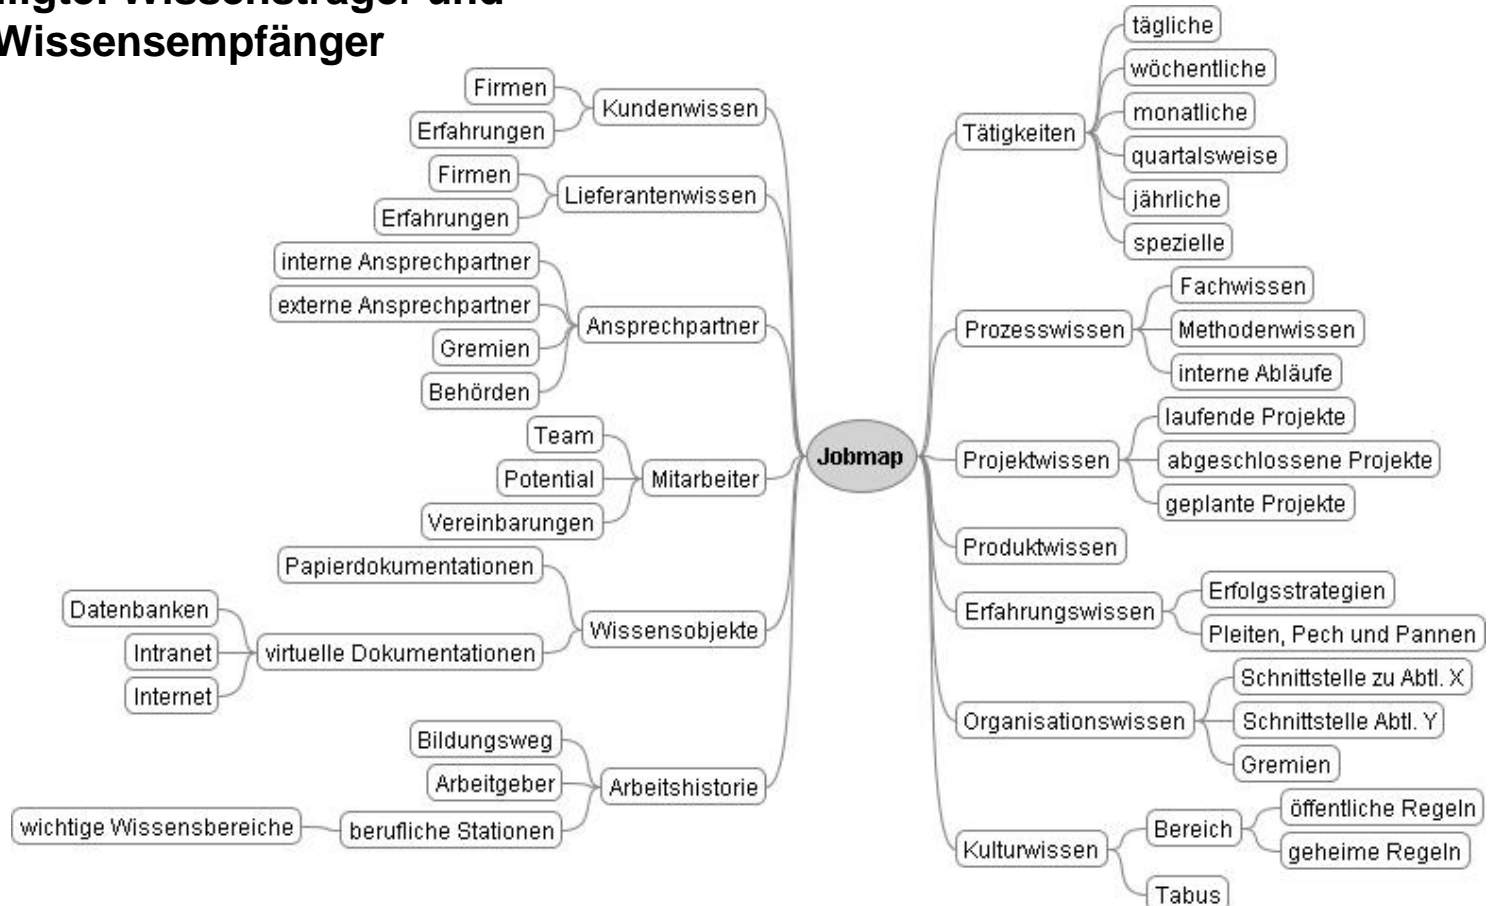 Wissensträger und
Wissensempfänger
Firmen
Kundenwissen
Erfahrungen
Firmen
Lieferantenwissen
Erfahrungen
interne Ansprechpartner
externe Ansprechpartner
Ansprechpartner
Gremien
Behörden
Team
Potential
Mitarbeiter
Vereinbarungen
Papierdokumentationen
Wissensobjekte
Datenbanken
Intranet
virtuelle Dokumentationen
Internet
Bildungsweg
Arbeitgeber
Arbeitshistorie
wichtige Wissensbereiche
berufliche Stationen
Jobmap
tägliche
wöchentliche
monatliche
Tätigkeiten
quartalsweise
jährliche
spezielle
Fachwissen
Prozesswissen
Methodenwissen
interne Abläufe
laufende Projekte
Projektwissen
abgeschlossene Projekte
geplante Projekte
Produktwissen
Erfolgsstrategien
Erfahrungswissen
Pleiten, Pech und Pannen
Schnittstelle zu Abtl. X
Organisationswissen
Schnittstelle Abtl. Y
Gremien
öffentliche Regeln
Bereich
geheime Regeln
Kulturwissen
Tabus